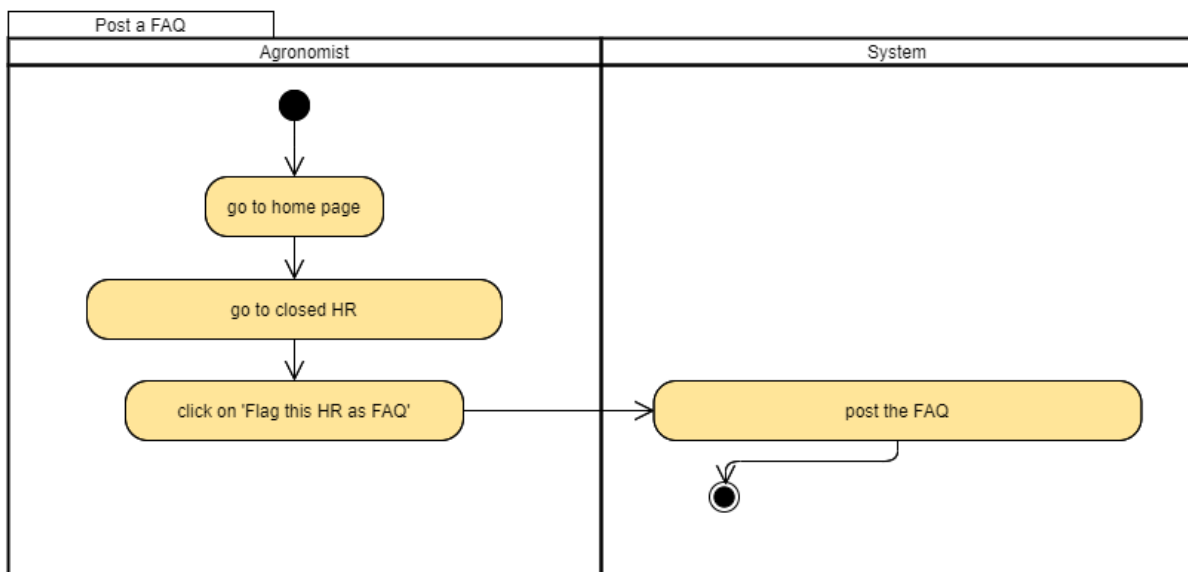 Post a FAQ
Agronomist
System
go to home page
go to closed HR
click on 'Flag this HR as FAQ'
post the FAQ